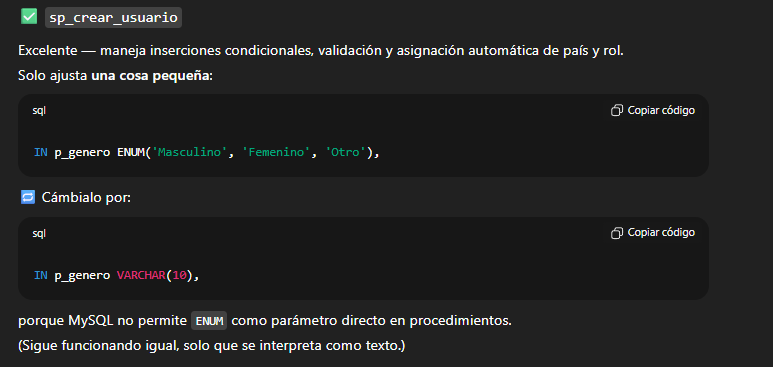 ✅ sp_crear_usuario
Excelente — maneja inserciones condicionales, validación y asignación automática de país y rol.
Solo ajusta una cosa pequeña:
sql
Copiar código
IN p_genero ENUM('Masculino', 'Femenino', 'Otro'),
🔁 Cámbialo por:
sql
Copiar código
IN p_genero VARCHAR(10),
porque MySQL no permite ENUM como parámetro directo en procedimientos.
(Sigue funcionando igual, solo que se interpreta como texto.)